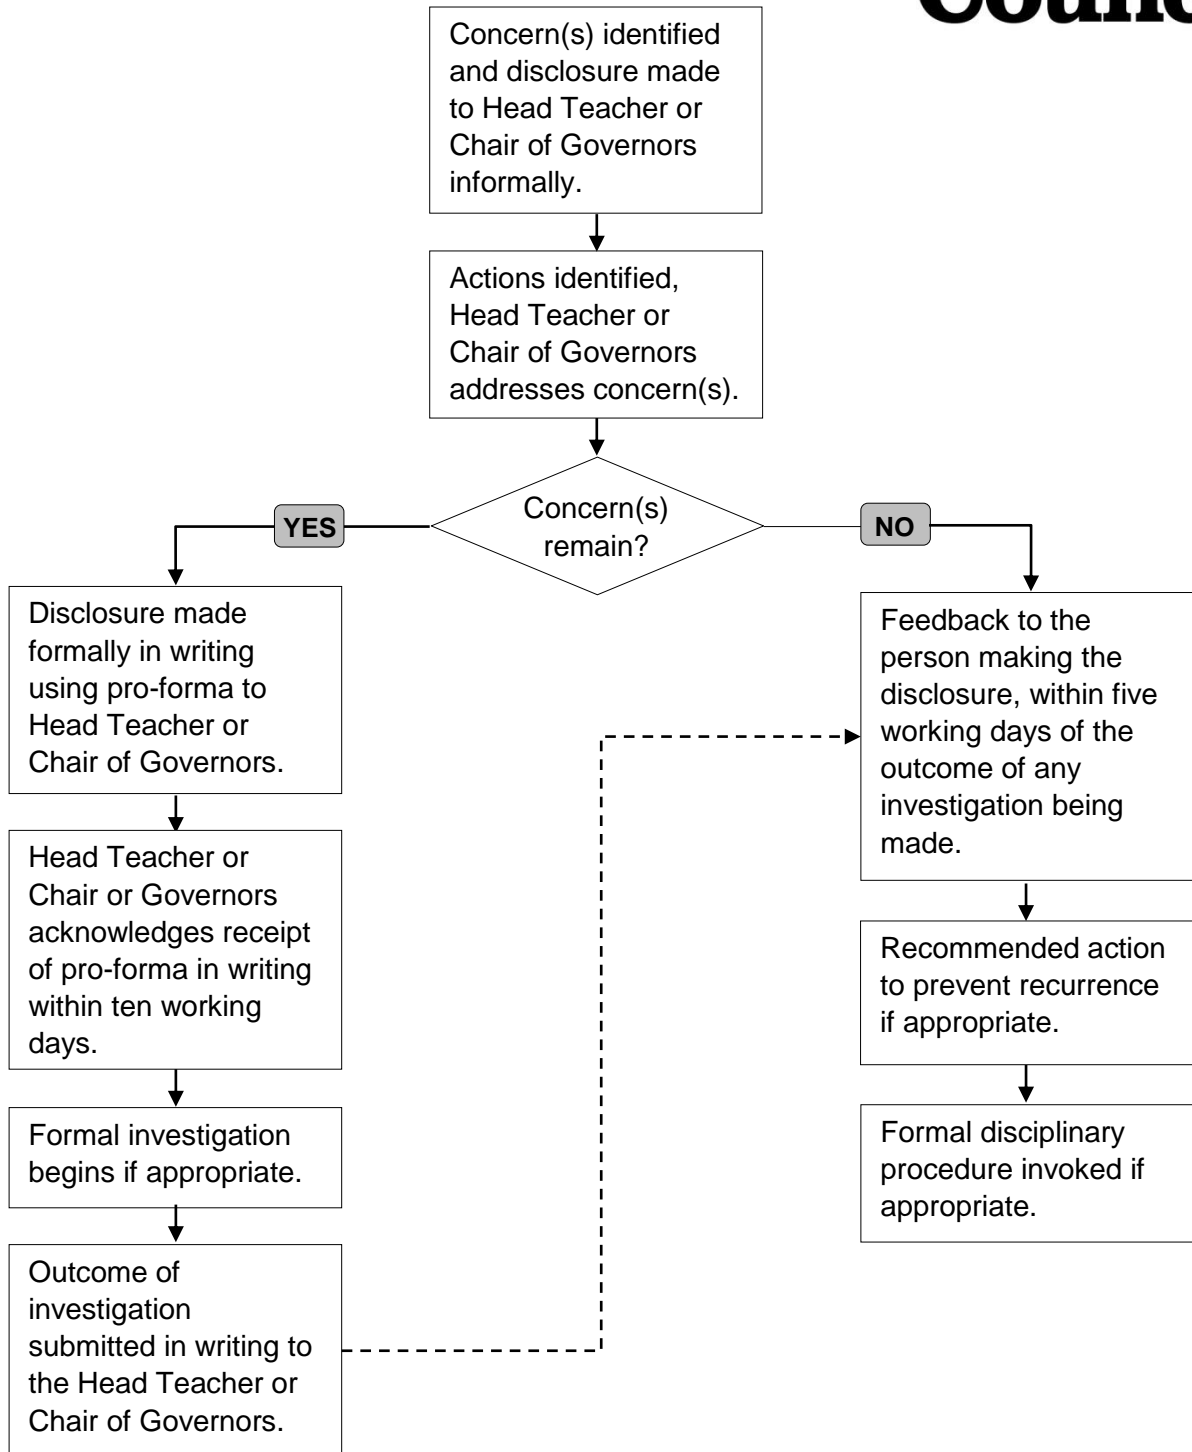 Concern(s) identified
and disclosure made
to Head Teacher or
Chair of Governors
informally.
Actions identified,
Head Teacher or
Chair of Governors
addresses concern(s).
Concern(s)
remain?
YES
NO
Disclosure made
formally in writing
using pro-forma to
Head Teacher or
Chair of Governors.
Head Teacher or
Chair or Governors
acknowledges receipt
of pro-forma in writing
within ten working
days.
Formal investigation
begins if appropriate.
Outcome of
investigation
submitted in writing to
the Head Teacher or
Chair of Governors.
Feedback to the
person making the
disclosure, within five
working days of the
outcome of any
investigation being
made.
Recommended action
to prevent recurrence
if appropriate.
Formal disciplinary
procedure invoked if
appropriate.